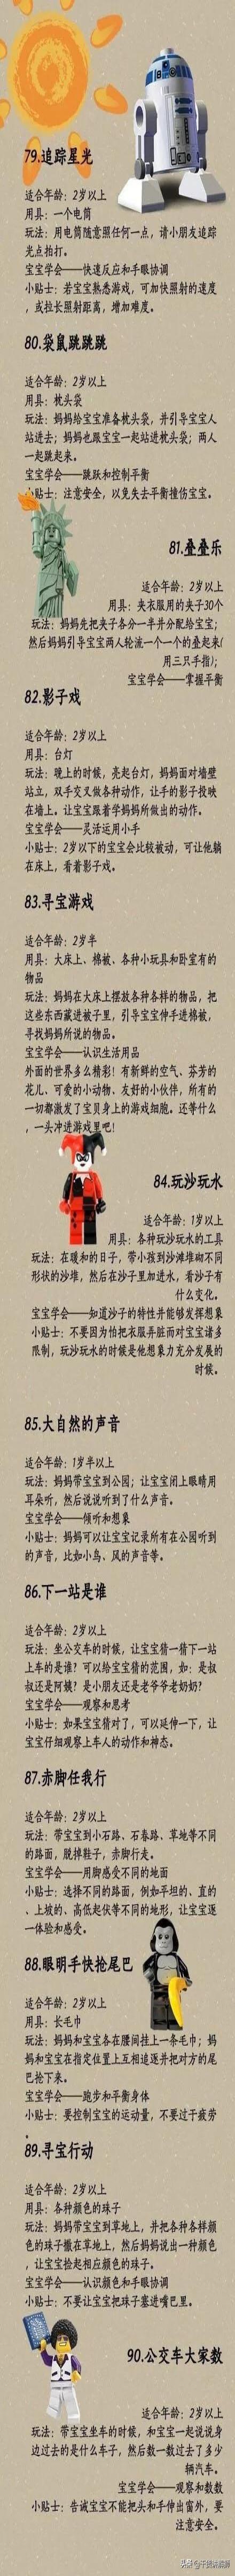 79.追踪星光
适合年龄：2岁以上
用具：一个电筒
玩法：用电筒随意照任何一点，请小朋友追踪
光点拍打。
宝宝学会——快速反应和手眼协调
小贴士：若宝宝熟悉游戏，可加快照射的速度
，或拉长照射距离，增加难度。
80.袋鼠跳跳跳
适合年龄：2岁以上
用具：枕头袋
玩法：妈妈给宝宝准备枕头袋，并引导宝宝人
站进去；妈妈也跟宝宝一起站进枕头袋；两人
一起跳起来。
宝宝学会——跳跃和控制平衡
小贴士：注意安全，以免失去平衡撞伤宝宝。
81.叠叠乐
适合年龄：2岁以上
用具：夹衣服用的夹子30个
玩法：妈妈先把夹子各分一半并分配给宝宝；
然后妈妈引导宝宝两人轮流一个一个的叠起来(
用三只手指)；
宝宝学会——掌握平衡
82.影子戏
适合年龄：2岁以上
用具：台灯
玩法：晚上的时候，亮起台灯，妈妈面对墙壁
站立，双手交叉做各种动作，让手的影子投映
在墙上。让宝宝跟着学妈妈所做出的动作。
宝宝学会——灵活运用小手
小贴士：2岁以下的宝宝会比较被动，可让他躺
在床上，看着影子戏。
83.寻宝游戏
适合年龄：2岁半
用具：大床上、棉被、各种小玩具和卧室有的
物品
玩法：妈妈在大床上摆放各种各样的物品，把
这些东西藏进被子里，引导宝宝伸手进棉被，
寻找妈妈所说的物品。
宝宝学会——认识生活用品
外面的世界多么精彩！有新鲜的空气、芬芳的
花儿、可爱的小动物、友好的小伙伴，所有的
一切都激发了宝贝身上的游戏细胞。还等什么
，一头冲进游戏里吧！
84.玩沙玩水
适合年龄：1岁以上
用具：各种玩沙玩水的工具
玩法：在暖和的日子，带小孩到沙滩堆砌不同
形状的沙堆，然后在沙子里加进水，看沙子有
什么变化。
宝宝学会——知道沙子的特性并能够发挥想象
小贴士：不要因为怕把衣服弄脏而对宝宝诸多
限制，玩沙玩水的时候是他想象力充分发展的
时候。
85.大自然的声音
适合年龄：1岁半以上
玩法：妈妈带宝宝到公园；让宝宝闭上眼睛用
耳朵听，然后说说听到了什么声音。
宝宝学会——倾听和想象
小贴士：妈妈可以让宝宝记录所有在公园听到
的声音，比如小鸟、风的声音等。
86.下一站是谁
适合年龄：2岁以上
玩法：坐公交车的时候，让宝宝猜一猜下一站
上车的是谁？可以给宝宝猜的范围，如：是叔
叔还是阿姨？是小朋友还是老爷爷老奶奶？
宝宝学会——观察和思考
小贴士：如果宝宝猜对了，可以延伸一下，让
宝宝仔细观察上车人的动作和神态。
87.赤脚任我行
适合年龄：2岁以上
玩法：带宝宝到小石路、石春路、草地等不同
的路面，脱掉鞋子，赤脚行走。
宝宝学会——用脚感受不同的地面
小贴士：选择不同的路面，例如平坦的、直的
、上坡的、高低起伏等不同的地形，让宝宝逐
一体验和感受。
88.眼明手快抢尾巴
适合年龄：2岁以上
用具：长毛巾
玩法：妈妈和宝宝各在腰间挂上一条毛巾；妈
妈和宝宝在指定位置上互相追逐并把对方的尾
巴抢下来。
宝宝学会——跑步和平衡身体
小贴士：要控制宝宝的运动量，不要过于疲劳
。
89.寻宝行动
适合年龄：2岁以上
用具：各种颜色的珠子
玩法：妈妈带宝宝到草地上，并把各种各样颜
色的珠子撒在草地上，然后妈妈说出一种颜色
，让宝宝捡起相应颜色的珠子。
宝宝学会——认识颜色和手眼协调
小贴士：不要让宝宝把珠子塞进嘴巴里。
90.公交车大家数
适合年龄：2岁以上
玩法：带宝宝坐车的时候，和宝宝一起说说身
边过去的是什么车子，然后数一数过去了多少
辆汽车。
宝宝学会——观察和数数
小贴士：告诫宝宝不能把头和手伸出窗外，要
注意安全。